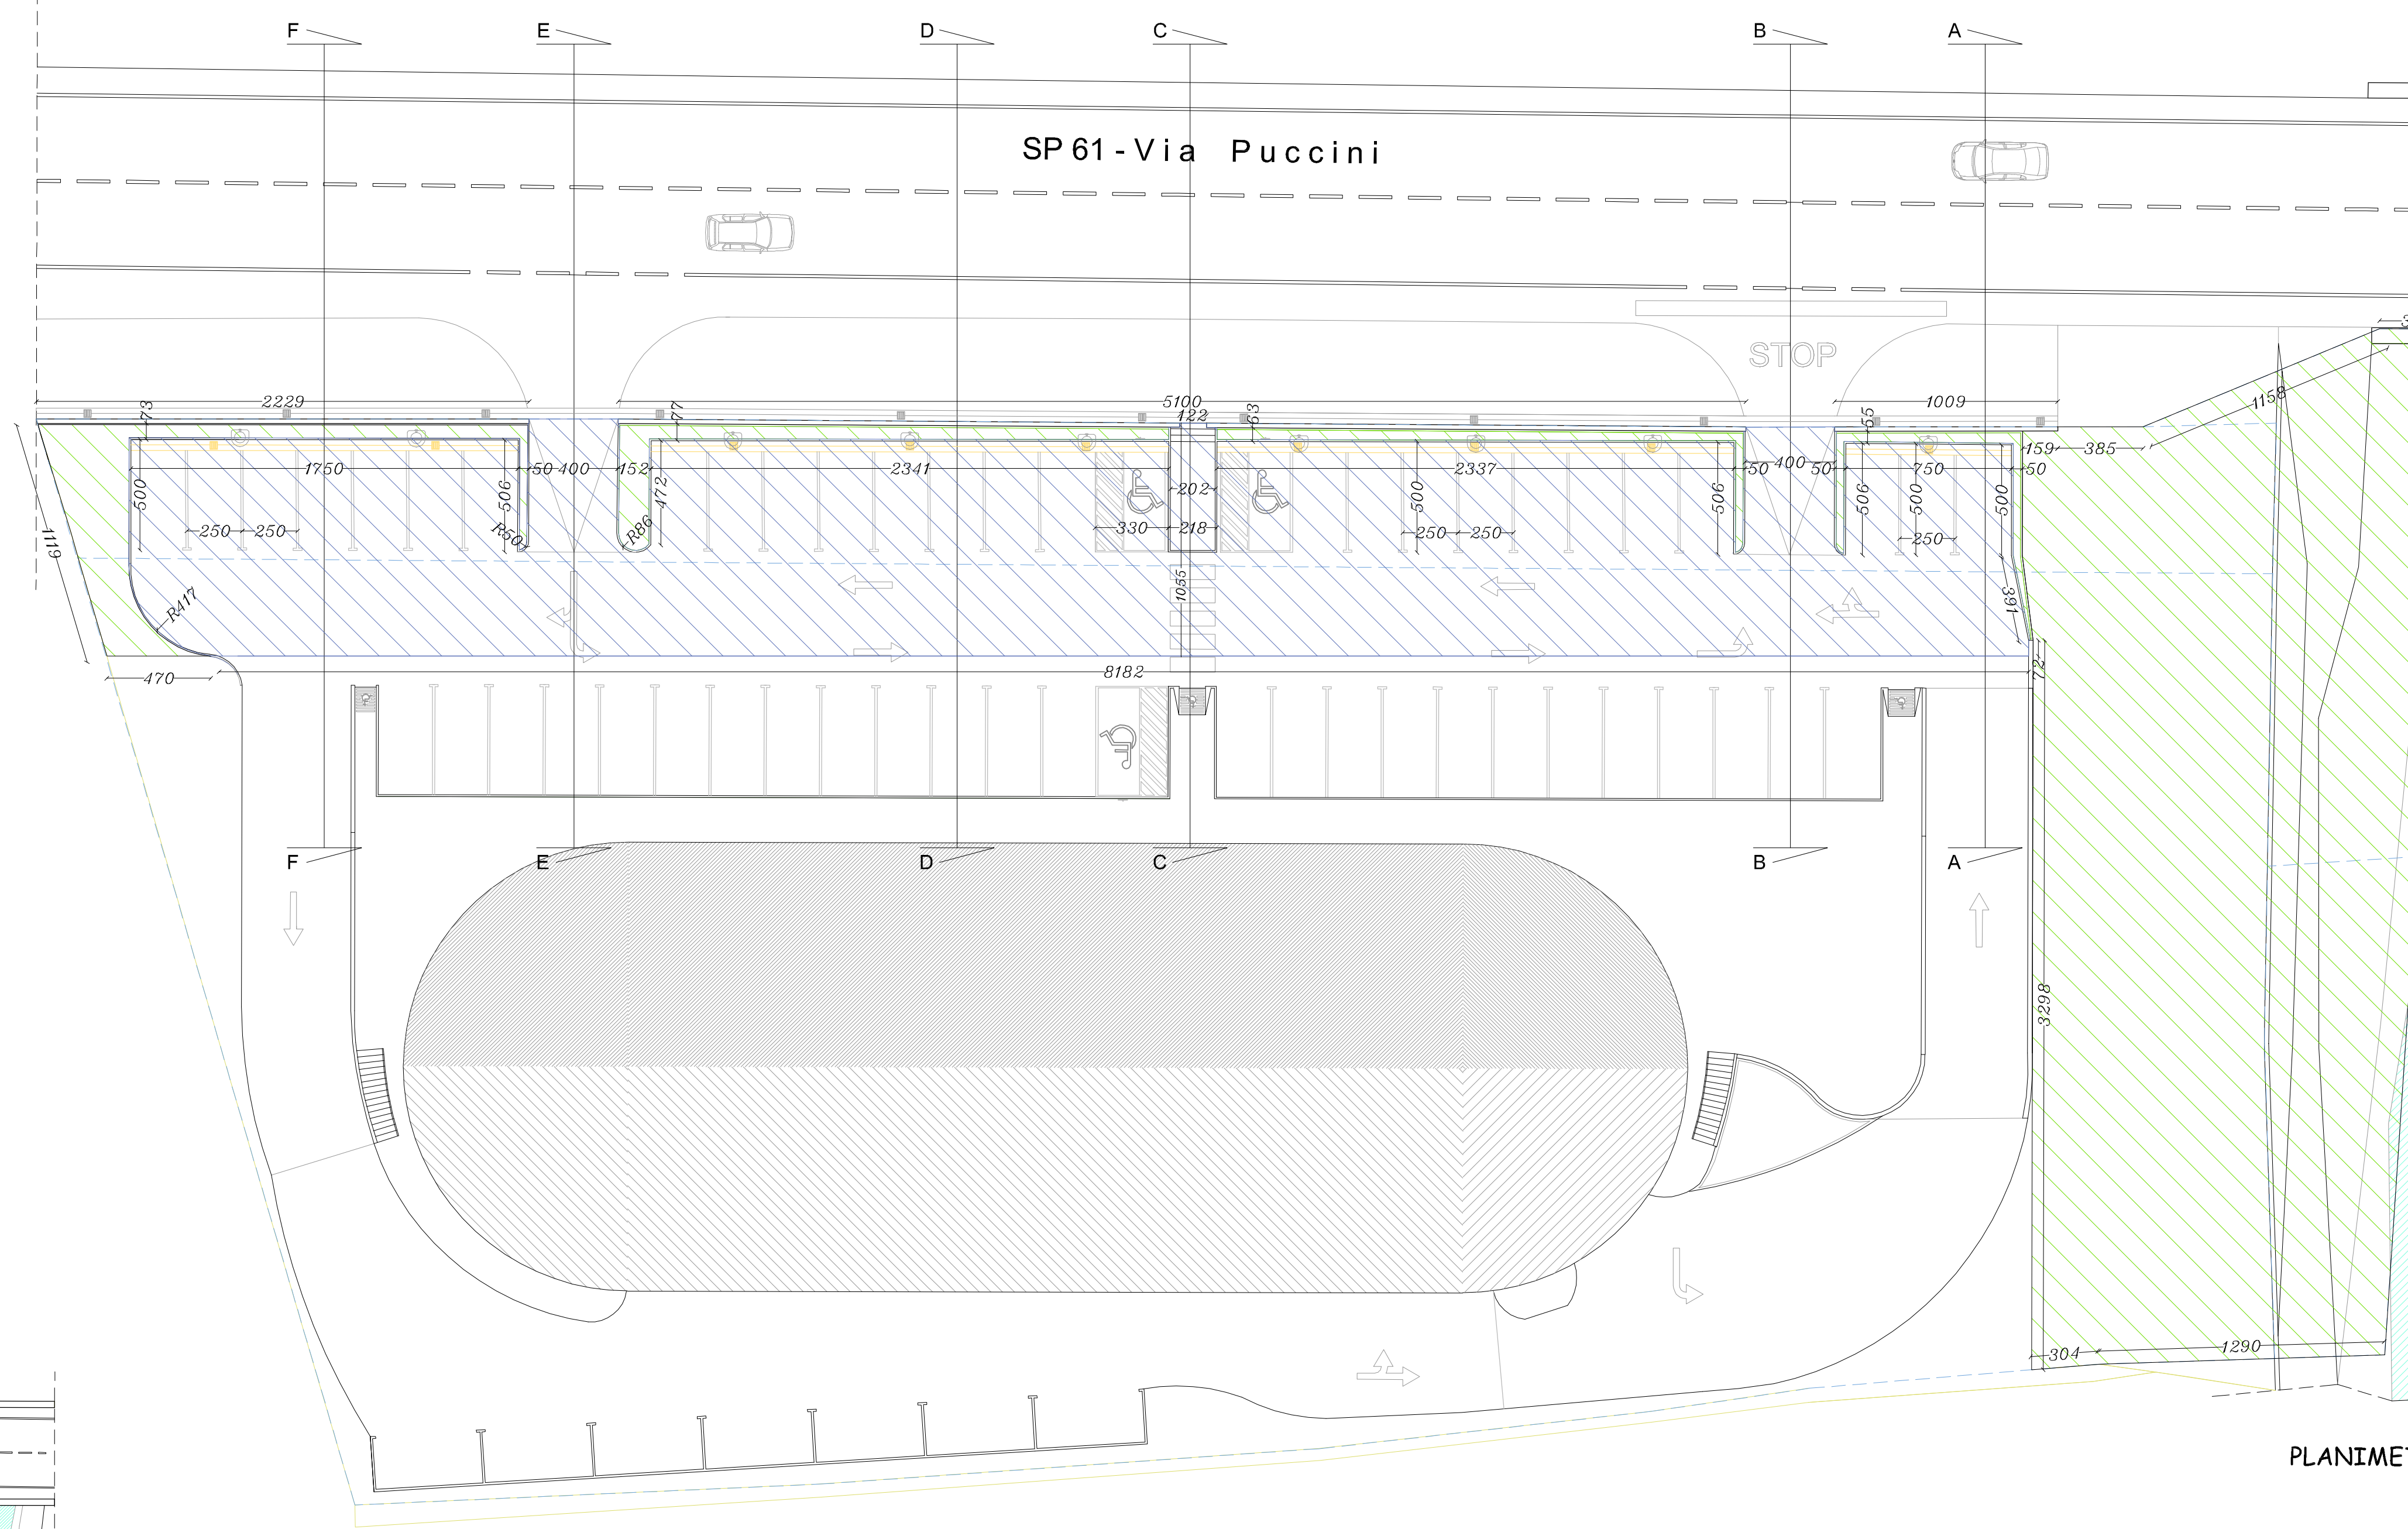 F E D C B A
SP 61 - Via Puccini
STOP
2229 5100 1009
73 77 122 63 55
1158
159 385
1750 50 400 152 2341 2337 50 400 50 750 50
500 506 472 202 500 506 506 500 500
R50 R86
250 250 330 218 250 250 250
1119
1055
R417
391
470 8182 72
F E D C B A
3298
304 1290
PLANIME